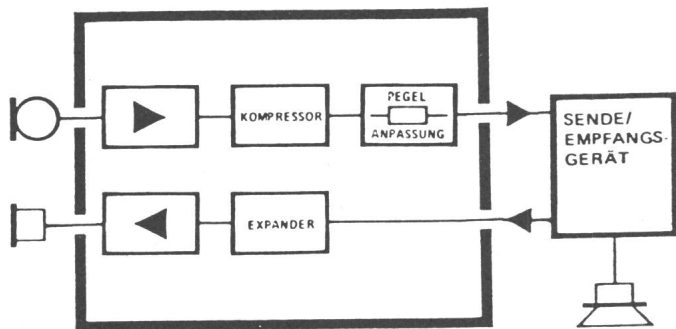 KOMPRESSOR
PEGEL
ANPASSUNG
SENDE/
EMPFANGS-
GERÄT
EXPANDER